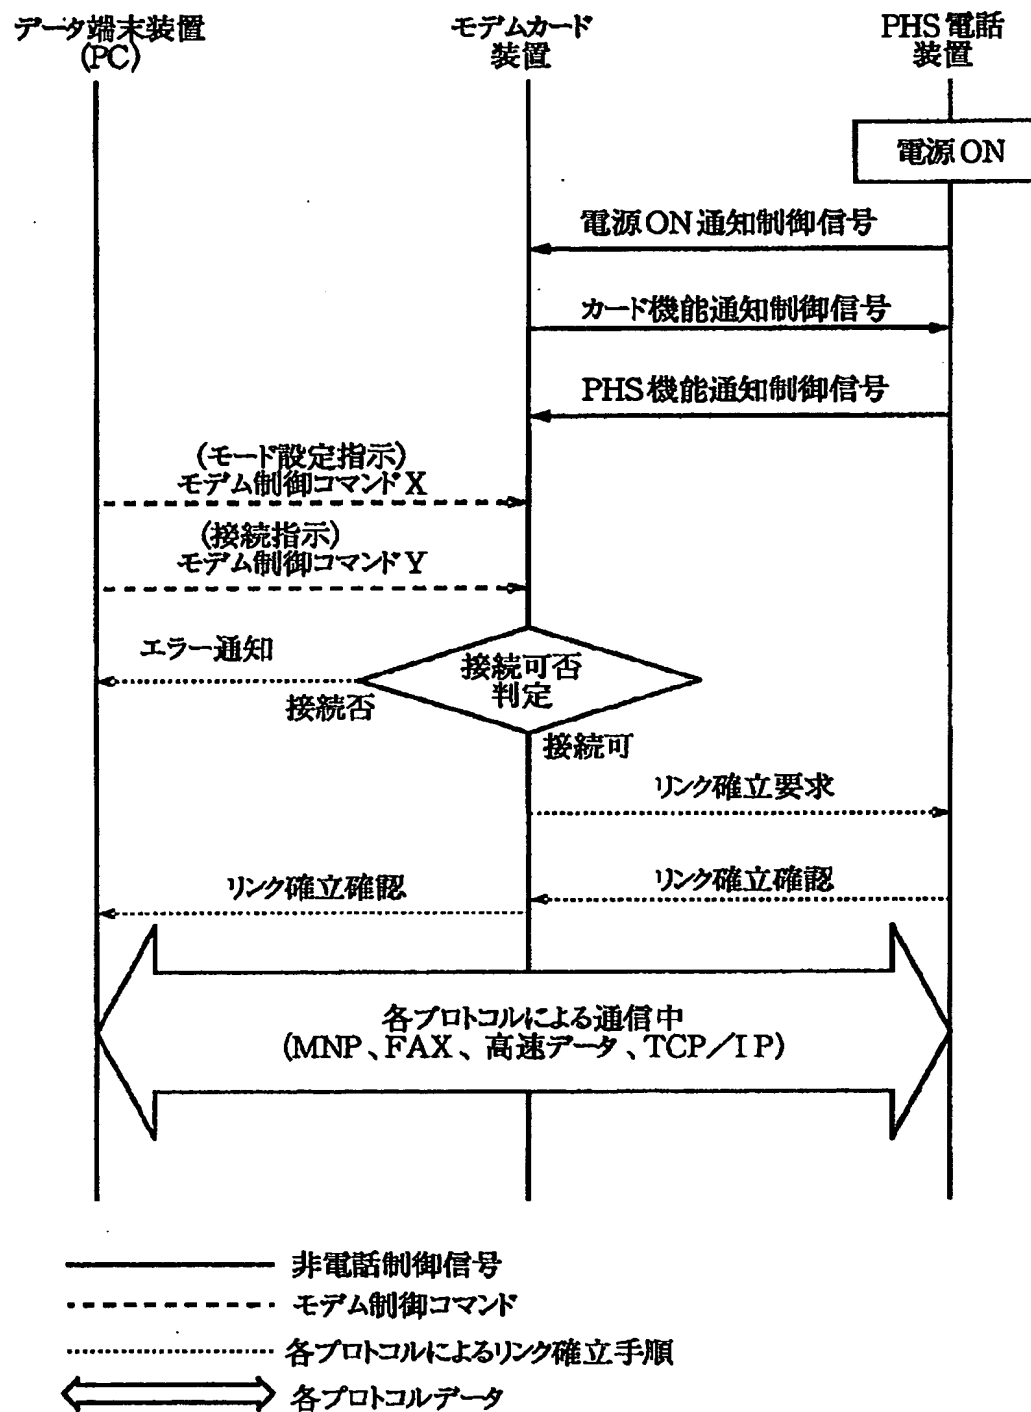 データ端末装置
(PC)
モデムカード
装置
PHS電話
装置
電源ON
電源ON通知制御信号
カード機能通知制御信号
PHS機能通知制御信号
(モード設定指示)
モデム制御コマンドX
(接続指示)
モデム制御コマンドY
エラー通知
接続可否
判定
接続否
接続可
リンク確立要求
リンク確立確認
リンク確立確認
各プロトコルによる通信中
(MNP、FAX、高速データ、TCP/IP)
非電話制御信号
モデム制御コマンド
各プロトコルによるリンク確立手順
各プロトコルデータ